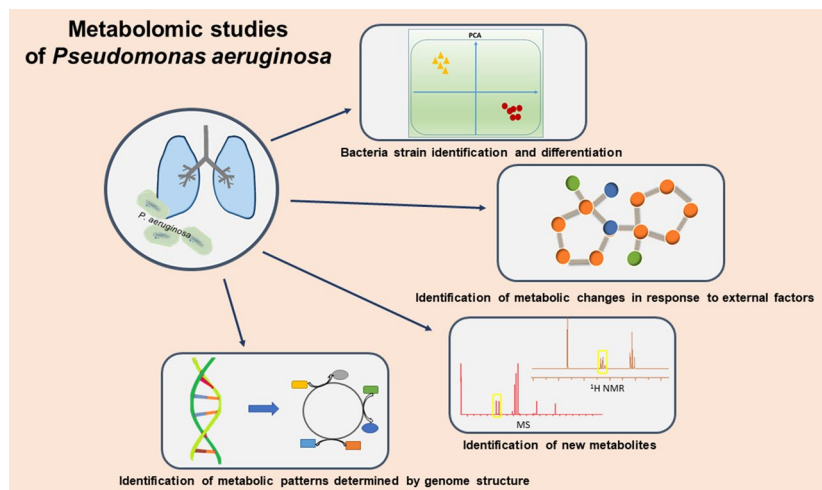 Metabolomic studies
of Pseudomonas aeruginosa
PCA
Bacteria strain identification and differentiation
P. aeruginosa
Identification of metabolic changes in response to external factors
¹H NMR
MS
Identification of new metabolites
Identification of metabolic patterns determined by genome structure